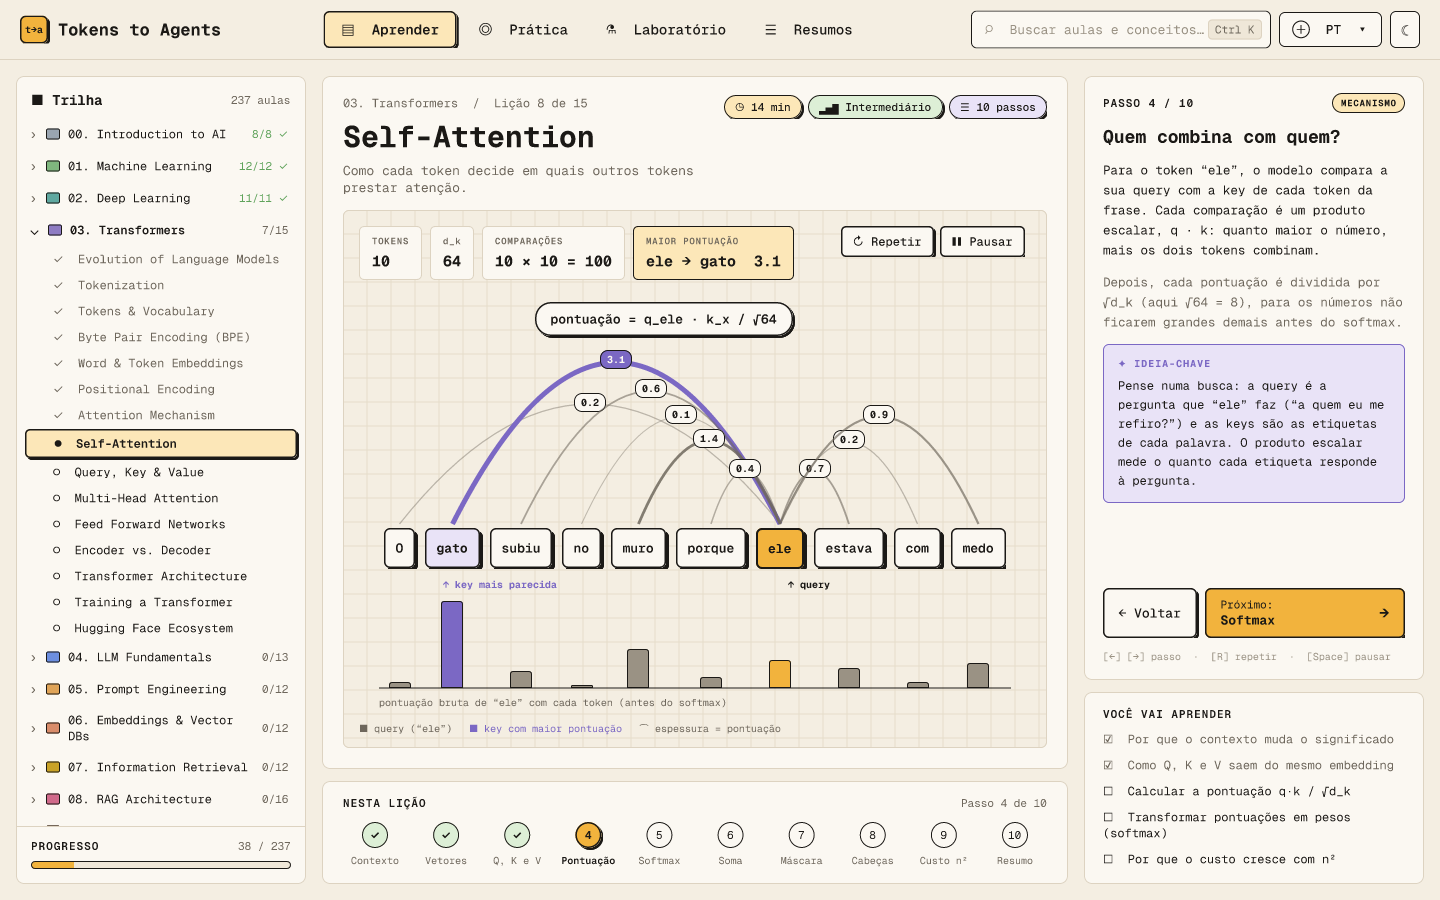 t→a Tokens to Agents
Aprender
Prática
Laboratório
Resumos
Buscar aulas e conceitos… Ctrl K
PT
Trilha 237 aulas
00. Introduction to AI 8/8 ✓
01. Machine Learning 12/12 ✓
02. Deep Learning 11/11 ✓
03. Transformers 7/15
✓ Evolution of Language Models
✓ Tokenization
✓ Tokens & Vocabulary
✓ Byte Pair Encoding (BPE)
✓ Word & Token Embeddings
✓ Positional Encoding
✓ Attention Mechanism
Self-Attention
Query, Key & Value
Multi-Head Attention
Feed Forward Networks
Encoder vs. Decoder
Transformer Architecture
Training a Transformer
Hugging Face Ecosystem
04. LLM Fundamentals 0/13
05. Prompt Engineering 0/12
06. Embeddings & Vector
DBs 0/12
07. Information Retrieval 0/12
08. RAG Architecture 0/16
PROGRESSO 38 / 237
03. Transformers / Lição 8 de 15
14 min
Intermediário
10 passos
Self-Attention
Como cada token decide em quais outros tokens
prestar atenção.
TOKENS
10
d_k
64
COMPARAÇÕES
10 × 10 = 100
MAIOR PONTUAÇÃO
ele → gato 3.1
Repetir
Pausar
pontuação = q_ele · k_x / √64
3.1
0.6
0.2
0.1
0.9
1.4
0.2
0.4
0.7
O gato subiu no muro porque ele estava com medo
↑ key mais parecida
↑ query
pontuação bruta de “ele” com cada token (antes do softmax)
query (“ele”) key com maior pontuação espessura = pontuação
NESTA LIÇÃO Passo 4 de 10
4 5 6 7 8 9 10
Contexto Vetores Q, K e V Pontuação Softmax Soma Máscara Cabeças Custo n² Resumo
PASSO 4 / 10 MECANISMO
Quem combina com quem?
Para o token “ele”, o modelo compara a
sua query com a key de cada token da
frase. Cada comparação é um produto
escalar, q · k: quanto maior o número,
mais os dois tokens combinam.
Depois, cada pontuação é dividida por
√d_k (aqui √64 = 8), para os números não
ficarem grandes demais antes do softmax.
✦ IDEIA-CHAVE
Pense numa busca: a query é a
pergunta que “ele” faz (“a quem eu me
refiro?”) e as keys são as etiquetas
de cada palavra. O produto escalar
mede o quanto cada etiqueta responde
à pergunta.
← Voltar
Próximo:
Softmax →
[←] [→] passo · [R] repetir · [Space] pausar
VOCÊ VAI APRENDER
☑ Por que o contexto muda o significado
☑ Como Q, K e V saem do mesmo embedding
☐ Calcular a pontuação q·k / √d_k
☐ Transformar pontuações em pesos
(softmax)
☐ Por que o custo cresce com n²